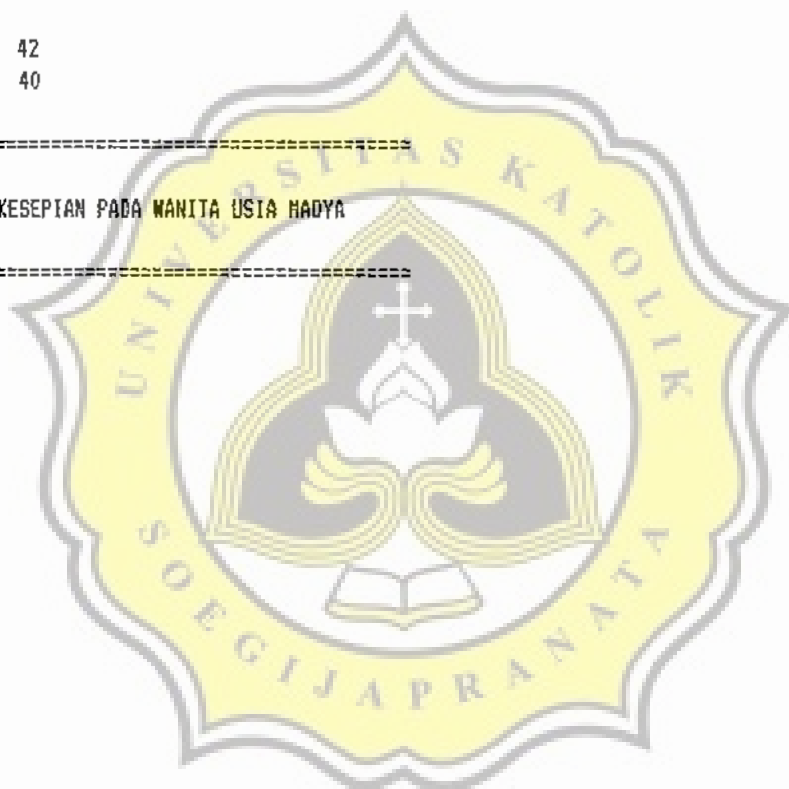 42
40
KESEPIAN PADA WANITA USIA MADYA
UNIVERSITAS KATOLIK
SOEGIJAPRANATA